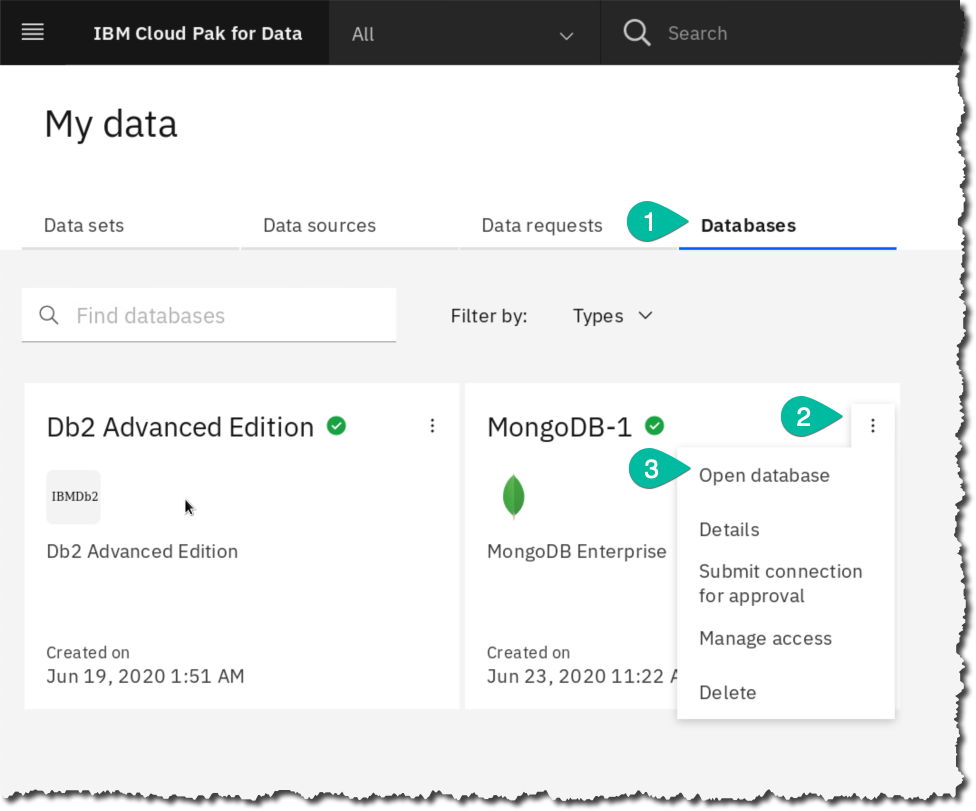 IBM Cloud Pak for Data
All
Search
My data
Data sets
Data sources
Data requests
1
Databases
Find databases
Filter by:
Types
Db2 Advanced Edition
MongoDB-1
2
3
Open database
IBMDb2
Details
Db2 Advanced Edition
MongoDB Enterprise
Submit connection
for approval
Manage access
Created on
Jun 19, 2020 1:51 AM
Created on
Jun 23, 2020 11:22 A
Delete